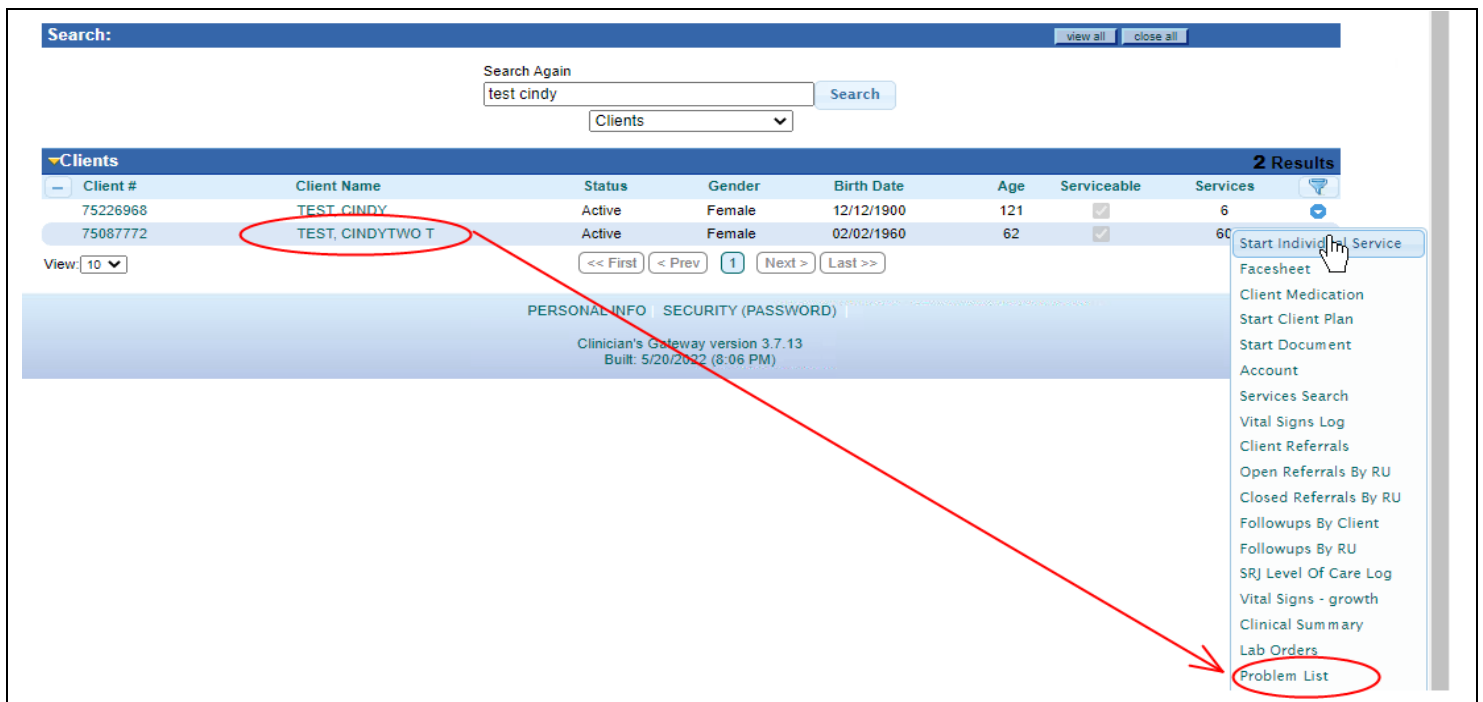 Search: view all close all
Search Again
test cindy Search
Clients
Clients 2 Results
Client # Client Name Status Gender Birth Date Age Serviceable Services
75226968 TEST, CINDY Active Female 12/12/1900 121 6
75087772 TEST, CINDYTWO T Active Female 02/02/1960 62 60
View: 10 << First < Prev 1 Next > Last >>
Start Individual Service
Facesheet
Client Medication
Start Client Plan
Start Document
Account
Services Search
Vital Signs Log
Client Referrals
Open Referrals By RU
Closed Referrals By RU
Followups By Client
Followups By RU
SRJ Level Of Care Log
Vital Signs - growth
Clinical Summary
Lab Orders
Problem List
PERSONAL INFO | SECURITY (PASSWORD) |
Clinician's Gateway version 3.7.13
Built: 5/20/2022 (8:06 PM)